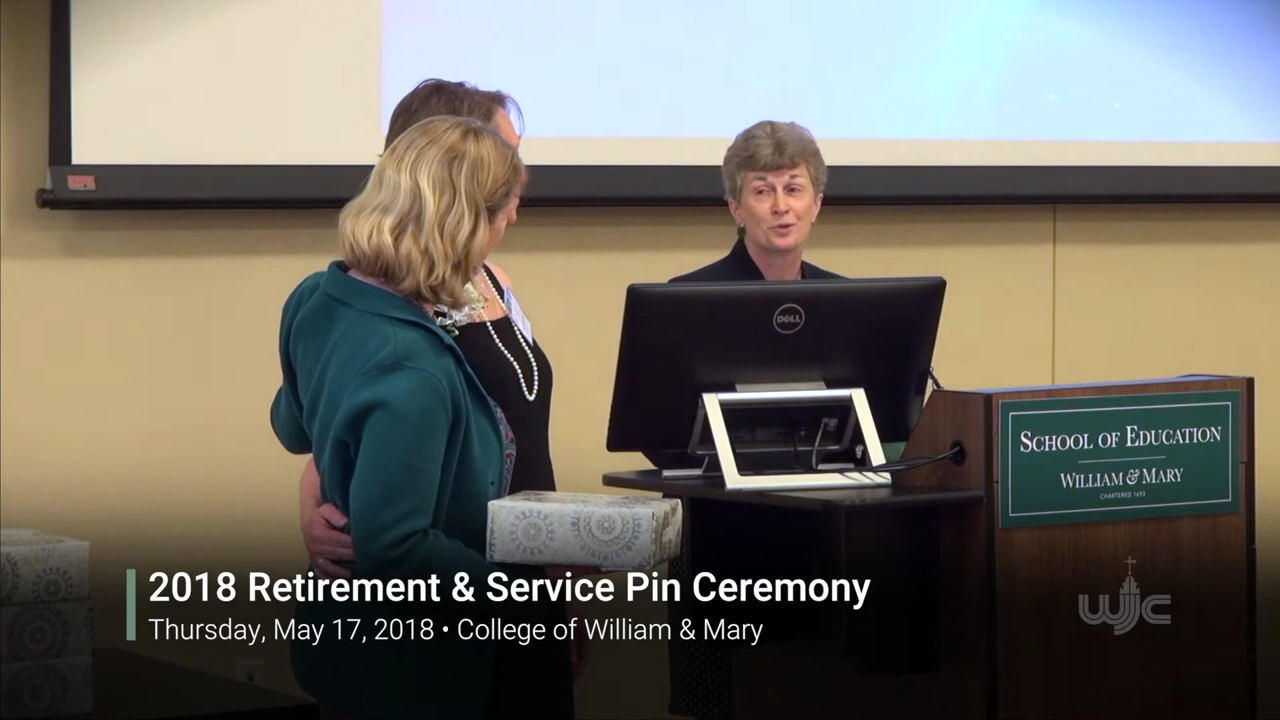 DELL
SCHOOL OF EDUCATION
WILLIAM & MARY
CHARTERED 1693
2018 Retirement & Service Pin Ceremony
Thursday, May 17, 2018 • College of William & Mary
WJCC